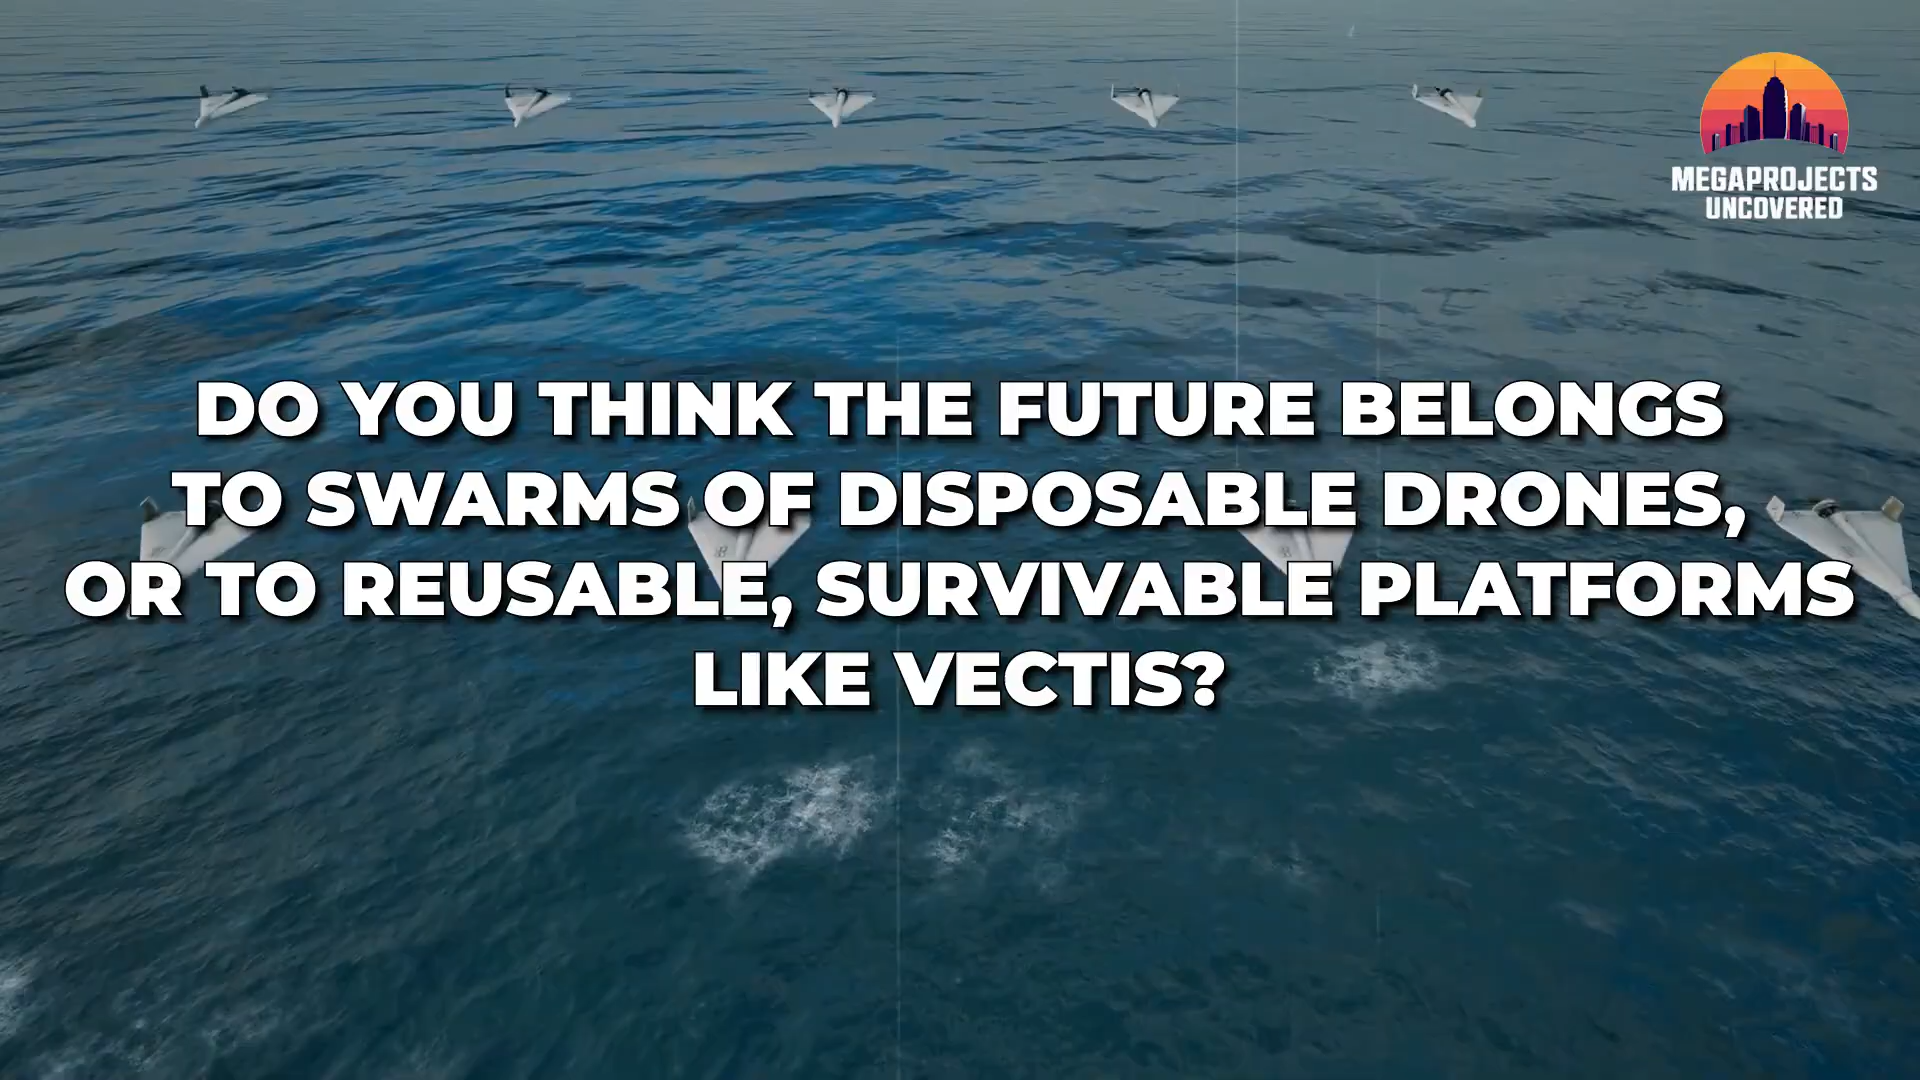 MEGAPROJECTS
UNCOVERED
DO YOU THINK THE FUTURE BELONGS
TO SWARMS OF DISPOSABLE DRONES,
OR TO REUSABLE, SURVIVABLE PLATFORMS
LIKE VECTIS?